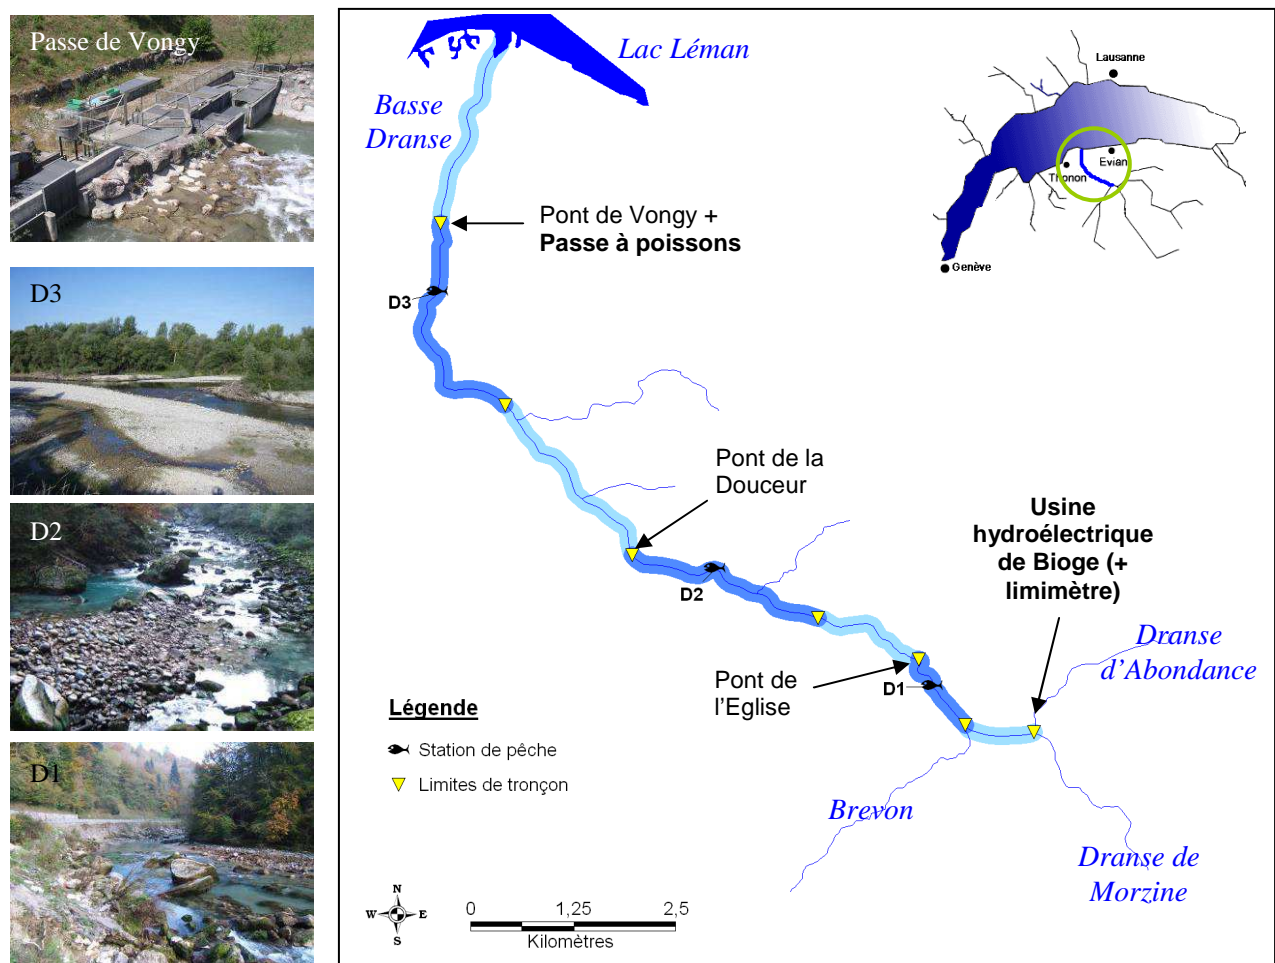 Passe de Vongy
D3
D2
D1
Lac Léman
Basse
Dranse
Lausanne
Evian
Thonon
Genève
Pont de Vongy +
Passe à poissons
D3
Pont de la
Douceur
D2
Usine
hydroélectrique
de Bioge (+
limimètre)
Dranse
d'Abondance
Pont de
l'Eglise
D1
Brevon
Dranse de
Morzine
Légende
Station de pêche
Limites de tronçon
N
W E
S
0 1,25 2,5
Kilomètres